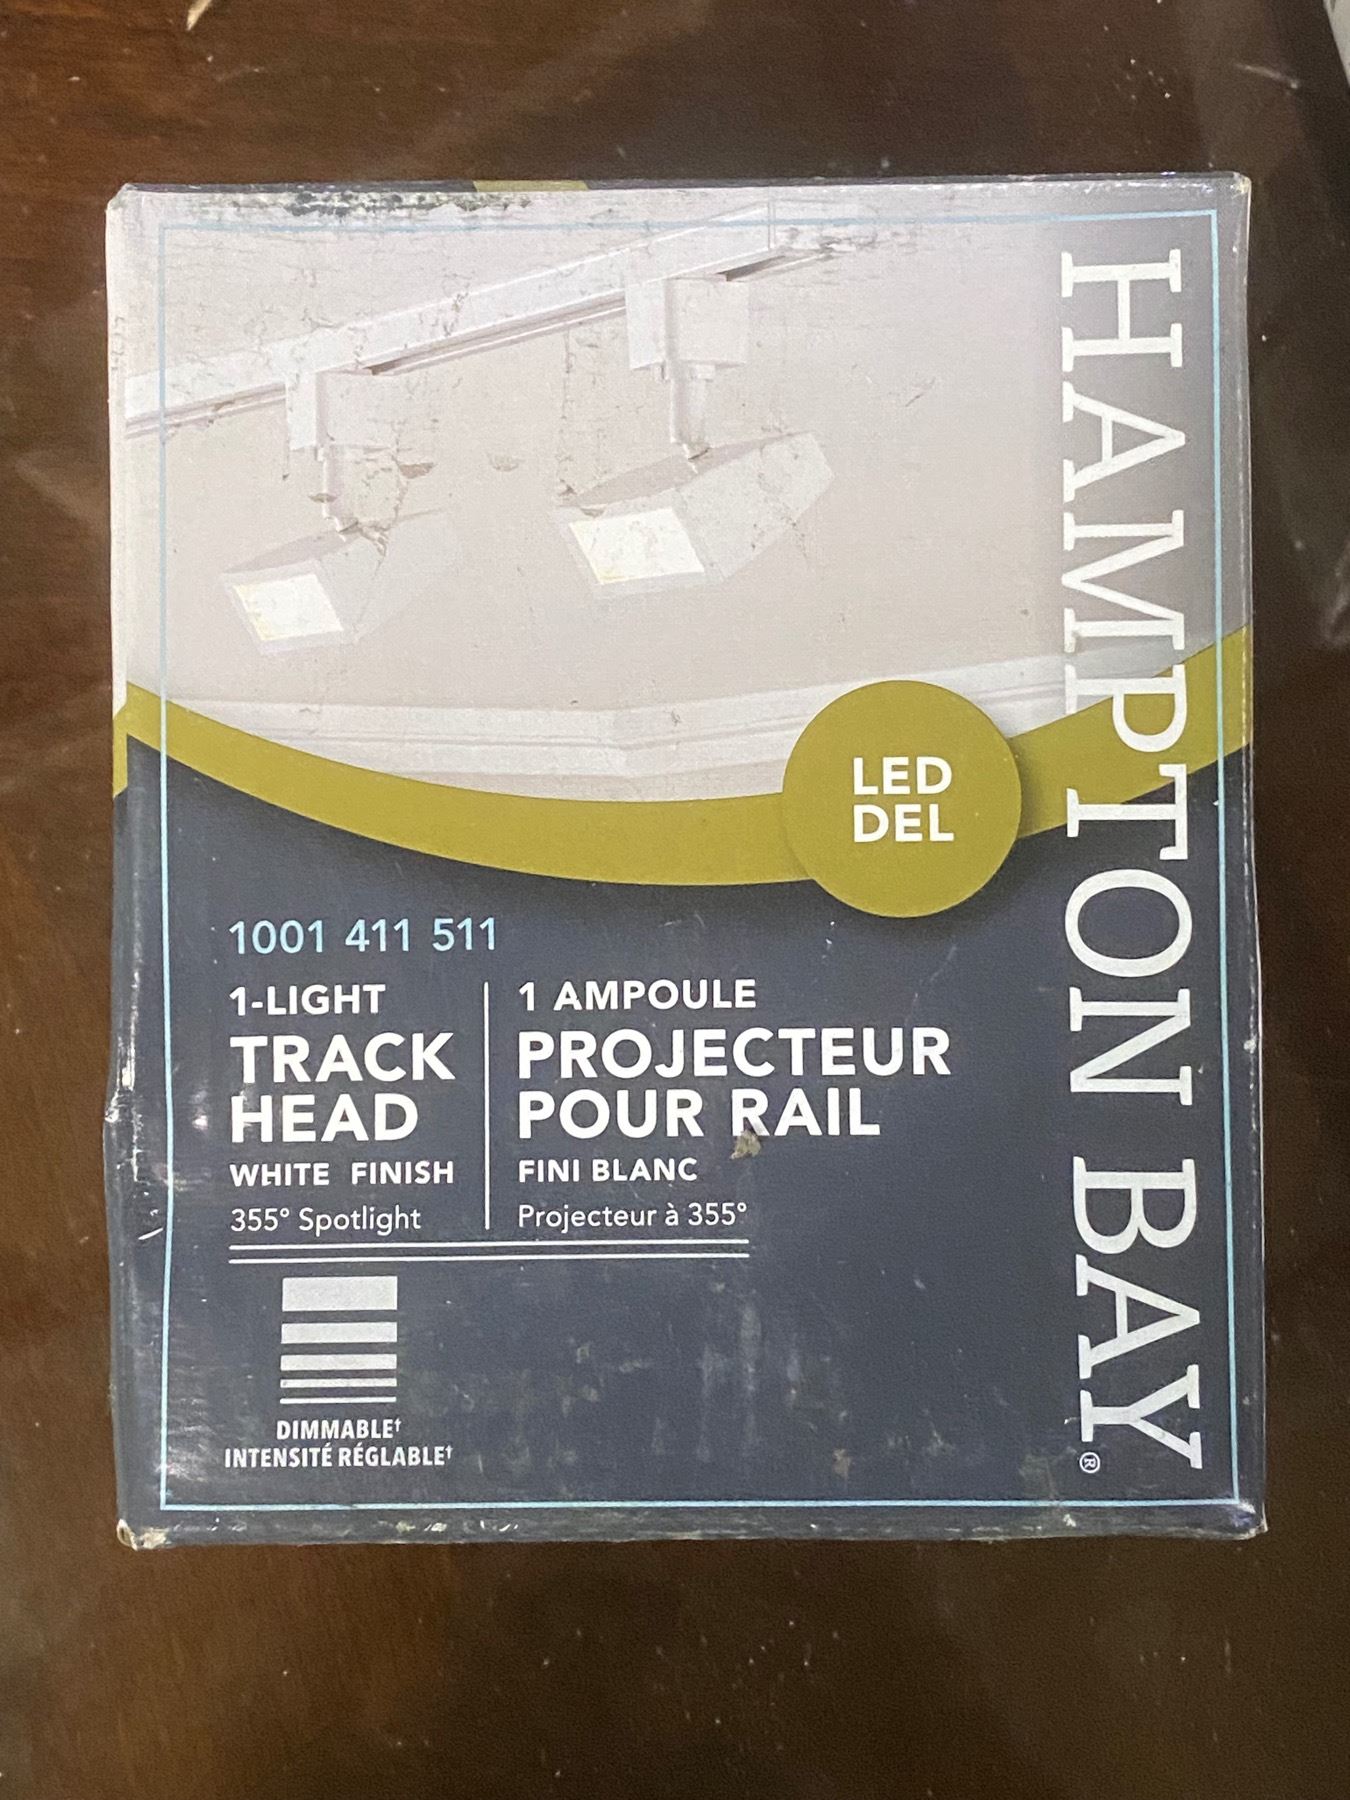 HAMPTON BAY®
LED
DEL
1001 411 511
1-LIGHT
TRACK
HEAD
WHITE FINISH
355° Spotlight
1 AMPOULE
PROJECTEUR
POUR RAIL
FINI BLANC
Projecteur à 355°
DIMMABLE†
INTENSITÉ RÉGLABLE†